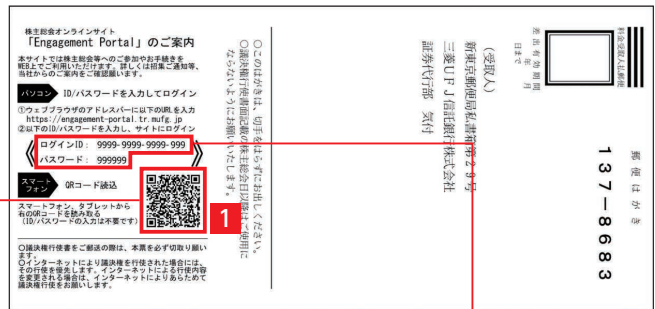 株主総会オンラインサイト
「Engagement Portal」のご案内
本サイトでは株主総会等へのご参加やお手続きを
WEB上でご利用いただけます。詳しくは招集ご通知等、
当社からのご案内をご確認願います。
パソコン
ID/パスワードを入力してログイン
①ウェブブラウザのアドレスバーに以下のURLを入力
https://engagement-portal.tr.mufg.jp
②以下のID/パスワードを入力し、サイトにログイン
ログインID: 9999-9999-9999-999
パスワード: 999999
スマート
フォン
QRコード読込
スマートフォン、タブレットから
右のQRコードを読み取る
(ID/パスワードの入力は不要です)
1
○議決権行使書をご郵送の際は、本票を必ず切取り願い
ます。
○インターネットにより議決権を行使された場合には、
その行使を優先します。インターネットによる行使内容
を変更される場合は、インターネットによりあらためて
議決権行使をお願いします。
○このはがきは、切手をはらずにお出しください。
○議決権行使書面記載の株主総会日以降はご使用に
ならないようにお願いいたします。
料金受取人払郵便
差出有効期間
年 月
日まで
(受取人)
新東京郵便局私書箱第29号
三菱UFJ信託銀行株式会社
証券代行部 気付
郵便はがき
137-8683